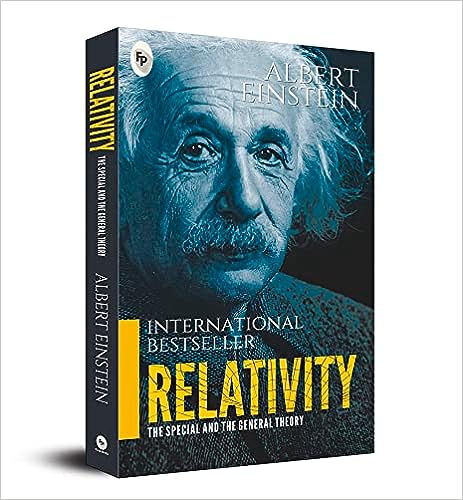 FP
ALBERT
EINSTEIN
INTERNATIONAL
BESTSELLER
RELATIVITY
THE SPECIAL AND THE GENERAL THEORY
RELATIVITY
THE SPECIAL AND THE GENERAL THEORY
ALBERT EINSTEIN
FP